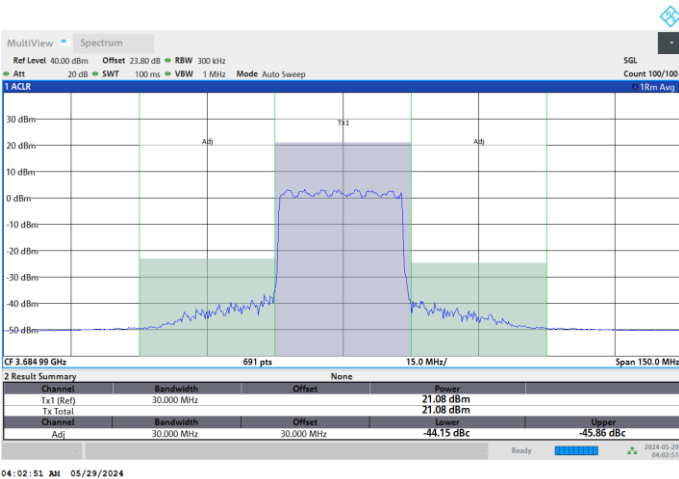 MultiView Spectrum
Ref Level 40.00 dBm Offset 23.80 dB RBW 300 kHz SGL
Att 20 dB SWT 100 ms VBW 1 MHz Mode Auto Sweep Count 100/100
1 ACLR 1Rm Avg
30 dBm
Tx1
20 dBm
Adj Adj
10 dBm
0 dBm
-10 dBm
-20 dBm
-30 dBm
-40 dBm
-50 dBm
CF 3.684 99 GHz 691 pts 15.0 MHz/ Span 150.0 MHz
2 Result Summary None
Channel Bandwidth Offset Power
Tx1 (Ref) 30.000 MHz 21.08 dBm
Tx Total 21.08 dBm
Channel Bandwidth Offset Lower Upper
Adj 30.000 MHz 30.000 MHz -44.15 dBc -45.86 dBc
Ready 2024-05-29
04:02:51
04:02:51 AM 05/29/2024